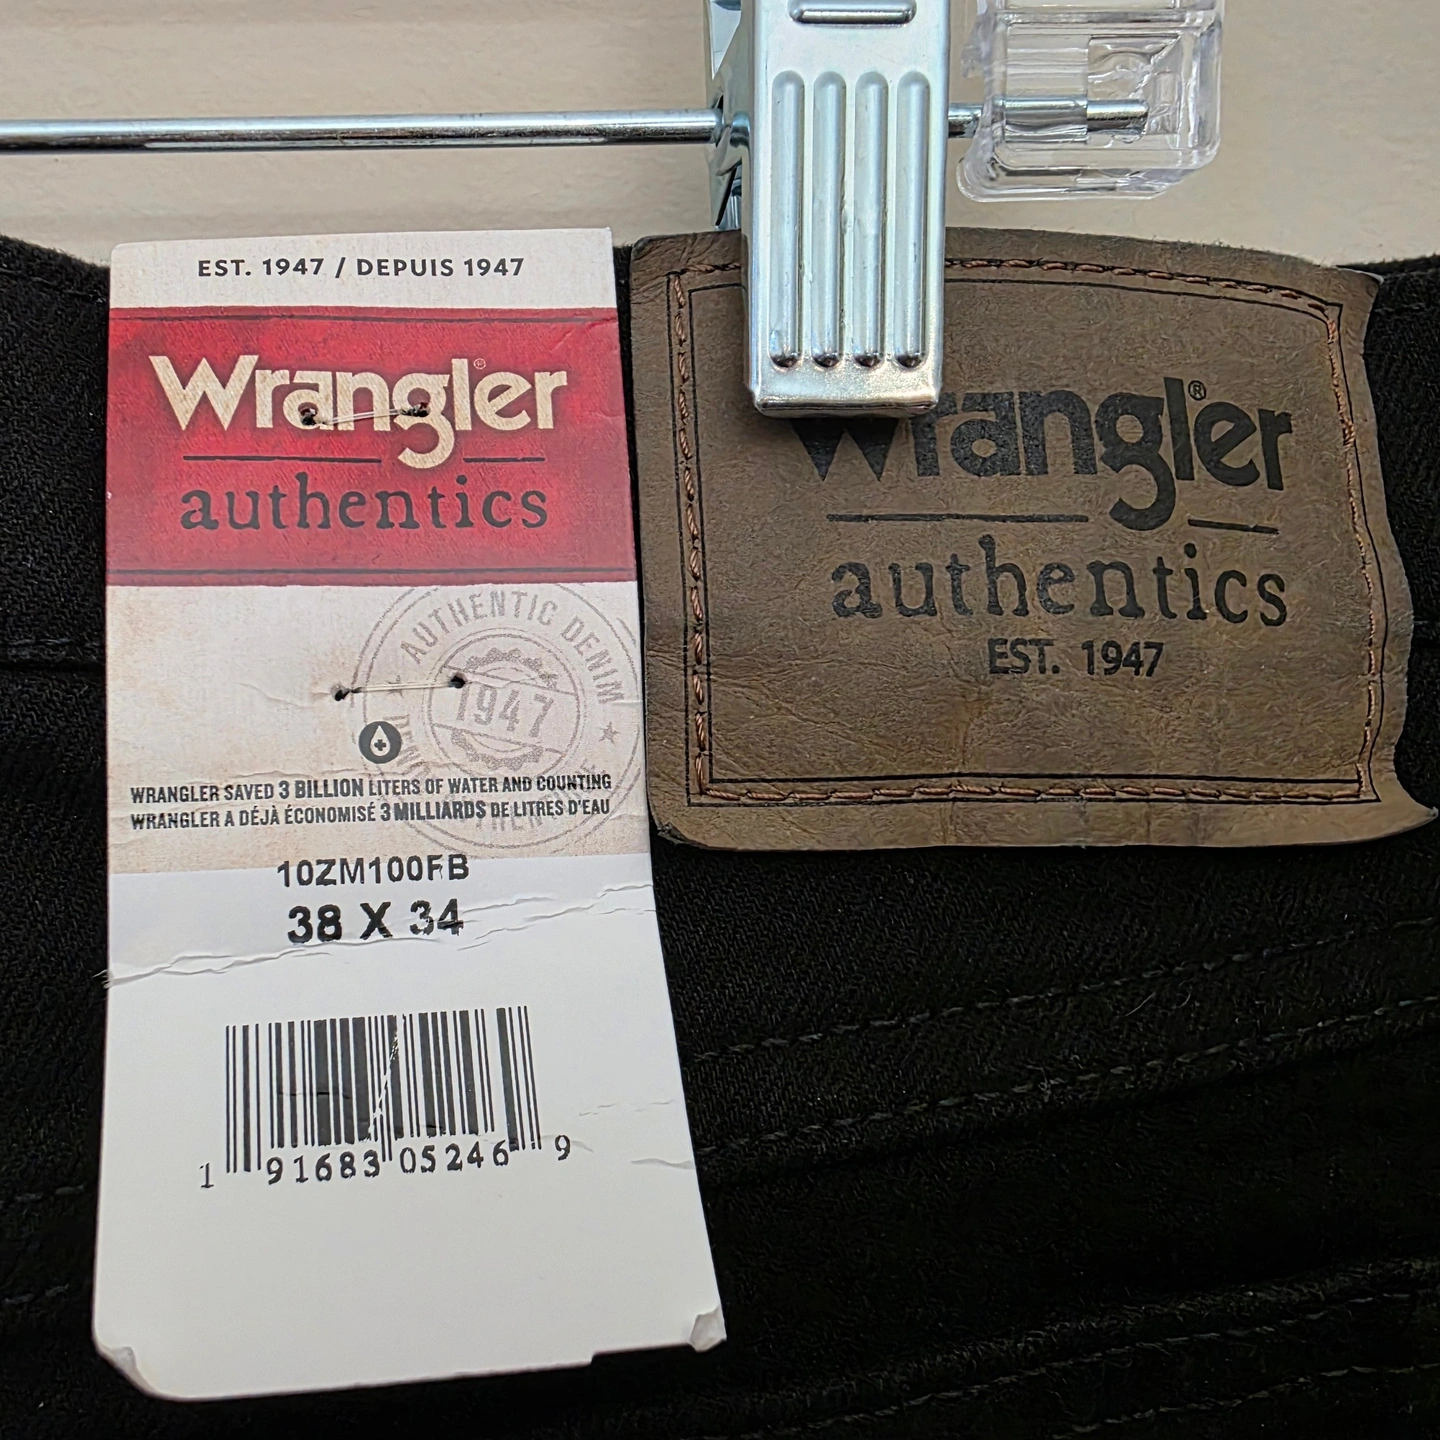 EST. 1947 / DEPUIS 1947
Wrangler®
authentics
AUTHENTIC DENIM
1947
WRANGLER SAVED 3 BILLION LITERS OF WATER AND COUNTING
WRANGLER A DÉJÀ ÉCONOMISÉ 3 MILLIARDS DE LITRES D'EAU
10ZM100FB
38 X 34
1 91683 05246 9
Wrangler®
authentics
EST. 1947